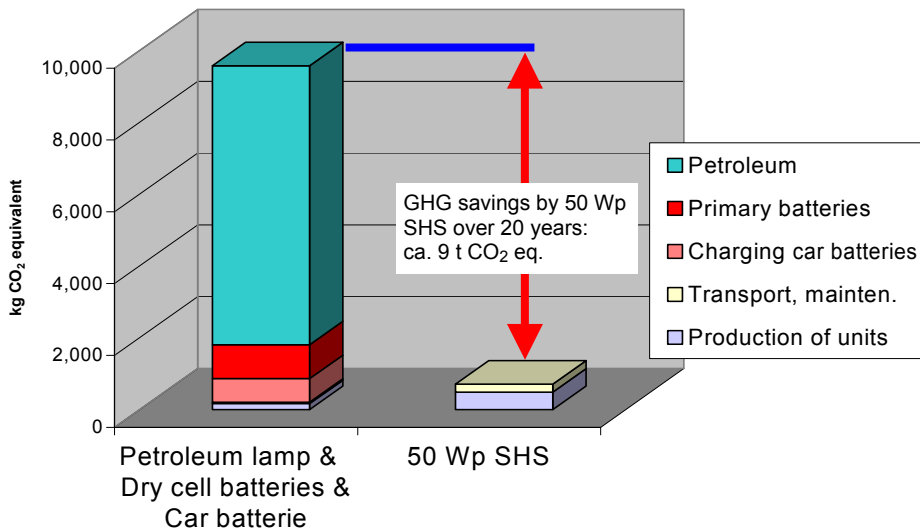 10,000
8,000
6,000
4,000
2,000
0
kg CO₂ equivalent
GHG savings by 50 Wp
SHS over 20 years:
ca. 9 t CO₂ eq.
Petroleum
Primary batteries
Charging car batteries
Transport, mainten.
Production of units
Petroleum lamp &
Dry cell batteries &
Car batterie
50 Wp SHS